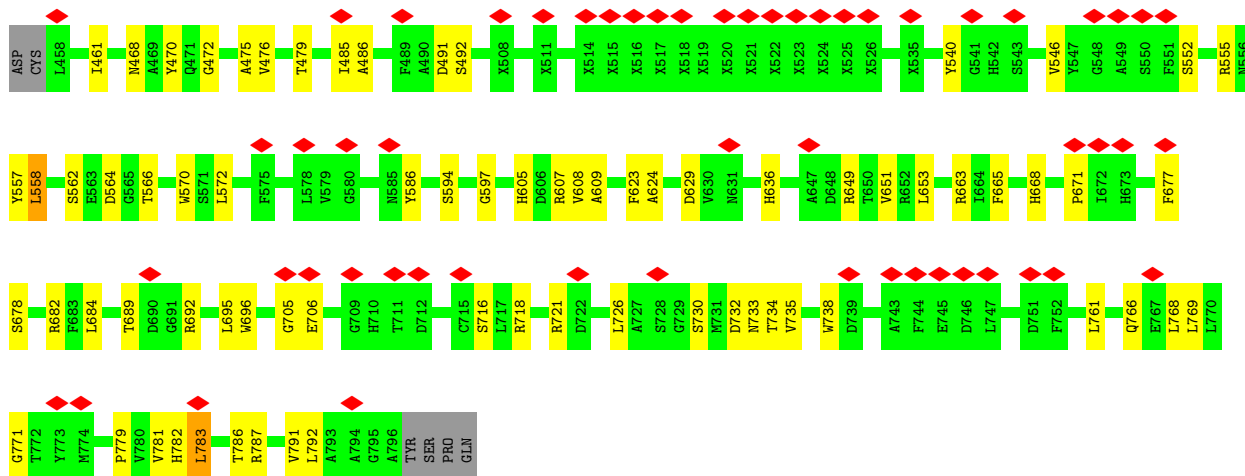 ASP CYS L458 I461 N468 A469 Y470 Q471 G472 A475 V476 T479 I485 A486 F489 A490 D491 S492 X508 X511 X514 X515 X516 X517 X518 X519 X520 X521 X522 X523 X524 X525 X526 X535 Y540 G541 H542 S543 V546 Y547 G548 A549 S550 F551 S552 R555 N556
Y557 L558 S562 E563 D564 G565 T566 W570 S571 L572 F575 L578 V579 G580 N585 Y586 S594 G597 H605 D606 R607 V608 A609 F623 A624 D629 V630 N631 H636 A647 D648 R649 T650 V651 R652 L653 R663 I664 F665 H668 P671 I672 H673 F677
S678 R682 F683 L684 T689 D690 G691 R692 L695 W696 G705 E706 G709 H710 T711 D712 C715 S716 L717 R718 R721 D722 L726 A727 S728 G729 S730 M731 D732 N733 T734 V735 W738 D739 A743 F744 E745 D746 L747 D751 F752 L761 Q766 E767 L768 L769 L770
G771 T772 Y773 M774 P779 V780 V781 H782 L783 T786 R787 V791 L792 A793 A794 G795 A796 TYR SER PRO GLN